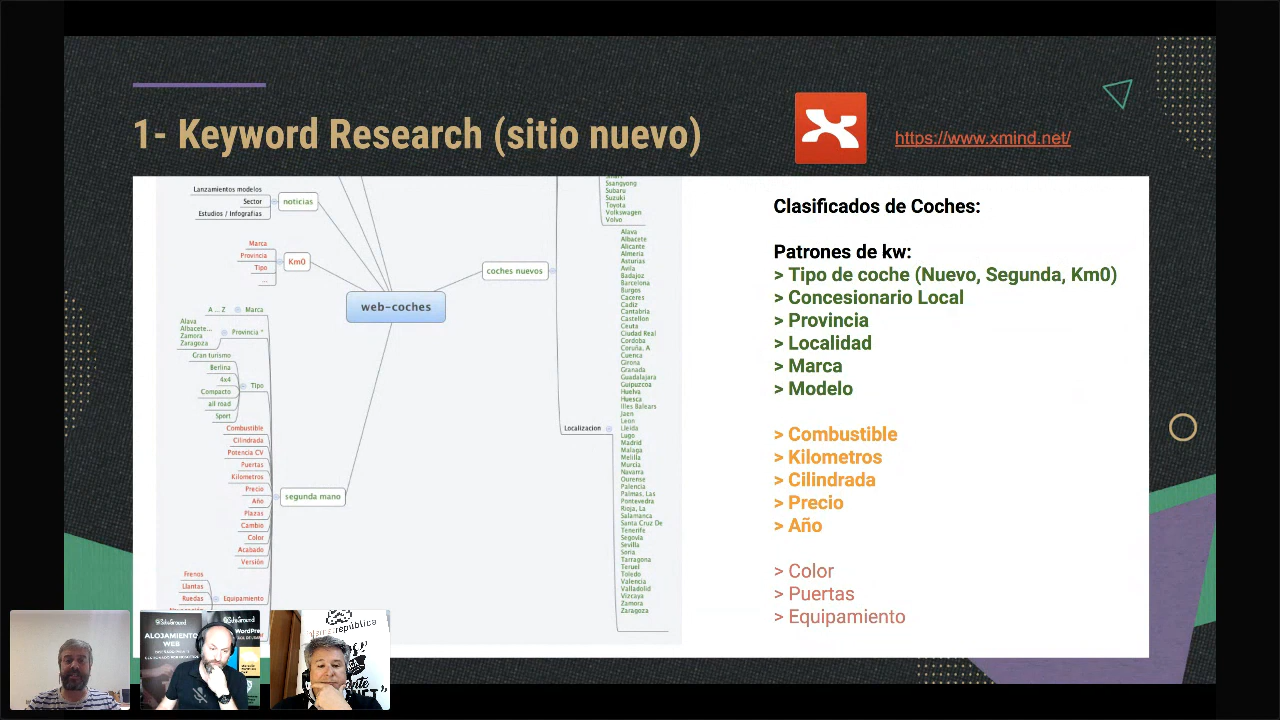 1- Keyword Research (sitio nuevo)
https://www.xmind.net/
Lanzamientos modelos
Sector
Estudios / Infografias
noticias
Marca
Provincia
Tipo
...
Km0
web-coches
coches nuevos
A ... Z
Marca
Alava
Albacete...
Zamora
Zaragoza
Provincia *
Gran turismo
Berlina
4x4
Compacto
all road
Sport
Tipo
Combustible
Cilindrada
Potencia CV
Puertas
Kilometros
Precio
Año
Plazas
Cambio
Color
Acabado
Versión
segunda mano
Frenos
Llantas
Ruedas
Equipamiento
Ssangyong
Subaru
Suzuki
Toyota
Volkswagen
Volvo
Localizacion
Alava
Albacete
Alicante
Almeria
Asturias
Avila
Badajoz
Barcelona
Burgos
Caceres
Cadiz
Cantabria
Castellon
Ceuta
Ciudad Real
Cordoba
Coruña, A
Cuenca
Girona
Granada
Guadalajara
Guipuzcoa
Huelva
Huesca
Illes Balears
Jaen
Leon
Lleida
Lugo
Madrid
Malaga
Melilla
Murcia
Navarra
Ourense
Palencia
Palmas, Las
Pontevedra
Rioja, La
Salamanca
Santa Cruz De
Tenerife
Segovia
Sevilla
Soria
Tarragona
Teruel
Toledo
Valencia
Valladolid
Vizcaya
Zamora
Zaragoza
Clasificados de Coches:
Patrones de kw:
> Tipo de coche (Nuevo, Segunda, Km0)
> Concesionario Local
> Provincia
> Localidad
> Marca
> Modelo
> Combustible
> Kilometros
> Cilindrada
> Precio
> Año
> Color
> Puertas
> Equipamiento
SiteGround
ALOJAMIENTO
WEB
SiteGround
WordPre
república